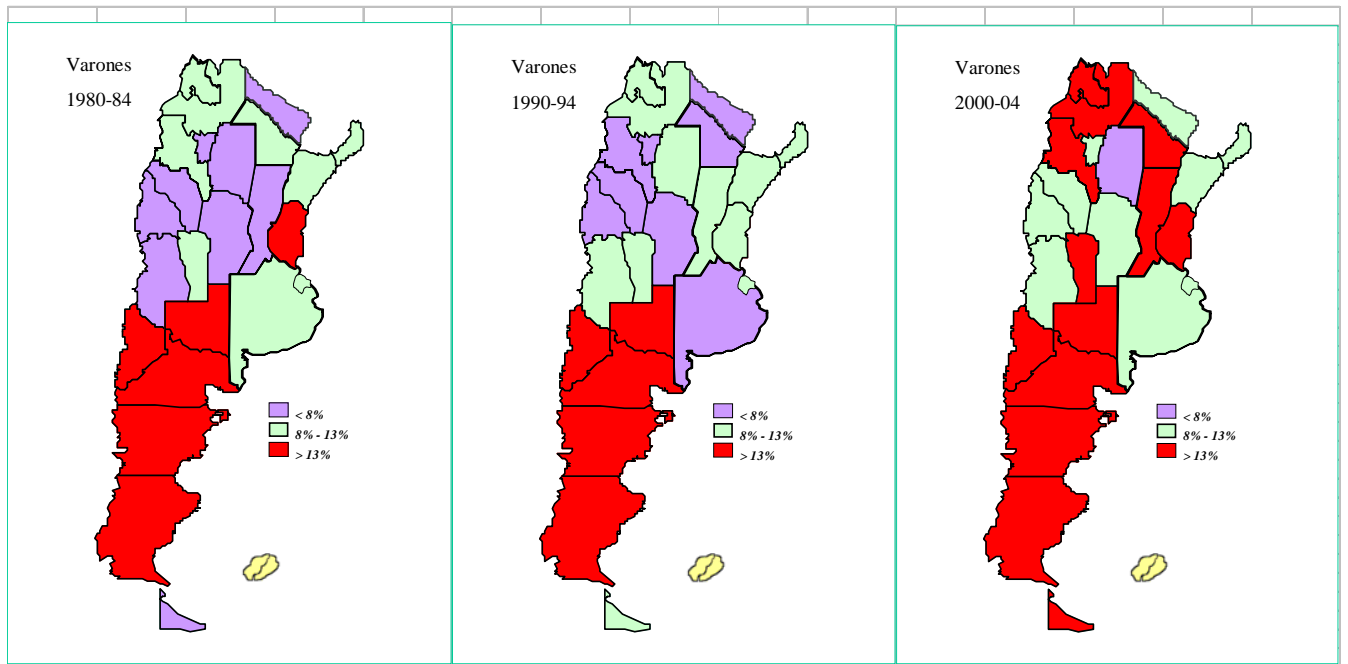 Varones
1980-84
< 8%
8% - 13%
> 13%
Varones
1990-94
< 8%
8% - 13%
> 13%
Varones
2000-04
< 8%
8% - 13%
> 13%